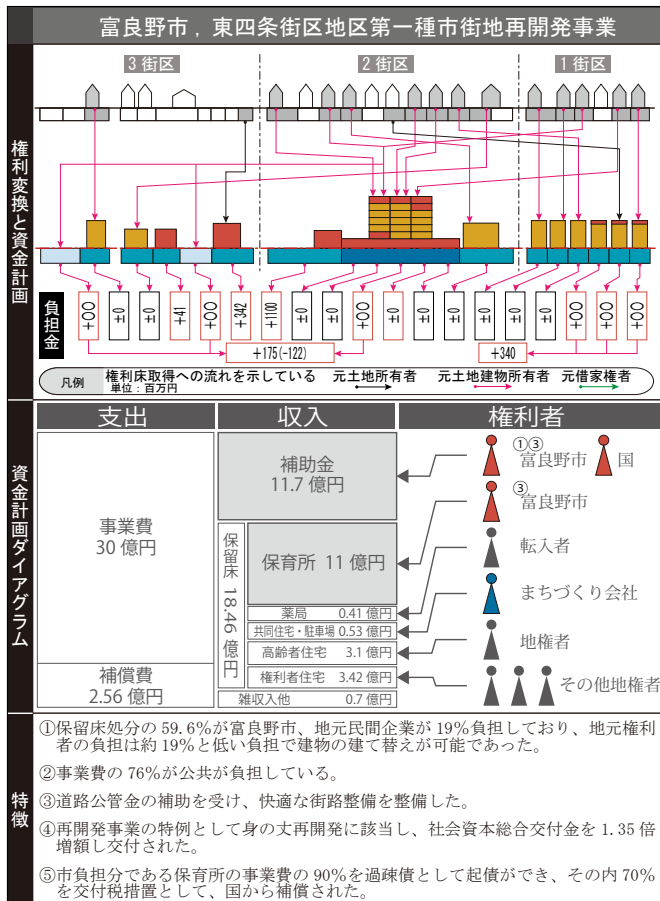 富良野市，東四条街区地区第一種市街地再開発事業
3 街区
2 街区
1 街区
権利変換と資金計画
負担金
+00
±0
±0
+41
+00
+342
+1100
±0
±0
+00
±0
±0
±0
±0
±0
+00
+00
+00
+175(-122)
+340
凡例
権利床取得への流れを示している
単位：百万円
元土地所有者
元土地建物所有者
元借家権者
資金計画ダイアグラム
支出
収入
権利者
事業費
30 億円
補償費
2.56 億円
補助金
11.7 億円
保留床 18.46 億円
保育所 11 億円
薬局 0.41 億円
共同住宅・駐車場 0.53 億円
高齢者住宅 3.1 億円
権利者住宅 3.42 億円
雑収入他 0.7 億円
①③
富良野市
国
③
富良野市
転入者
まちづくり会社
地権者
その他地権者
特徴
①保留床処分の 59.6%が富良野市、地元民間企業が 19%負担しており、地元権利
者の負担は約 19%と低い負担で建物の建て替えが可能であった。
②事業費の 76%が公共が負担している。
③道路公管金の補助を受け、快適な街路整備を整備した。
④再開発事業の特例として身の丈再開発に該当し、社会資本総合交付金を 1.35 倍
増額し交付された。
⑤市負担分である保育所の事業費の 90%を過疎債として起債ができ、その内 70%
を交付税措置として、国から補償された。